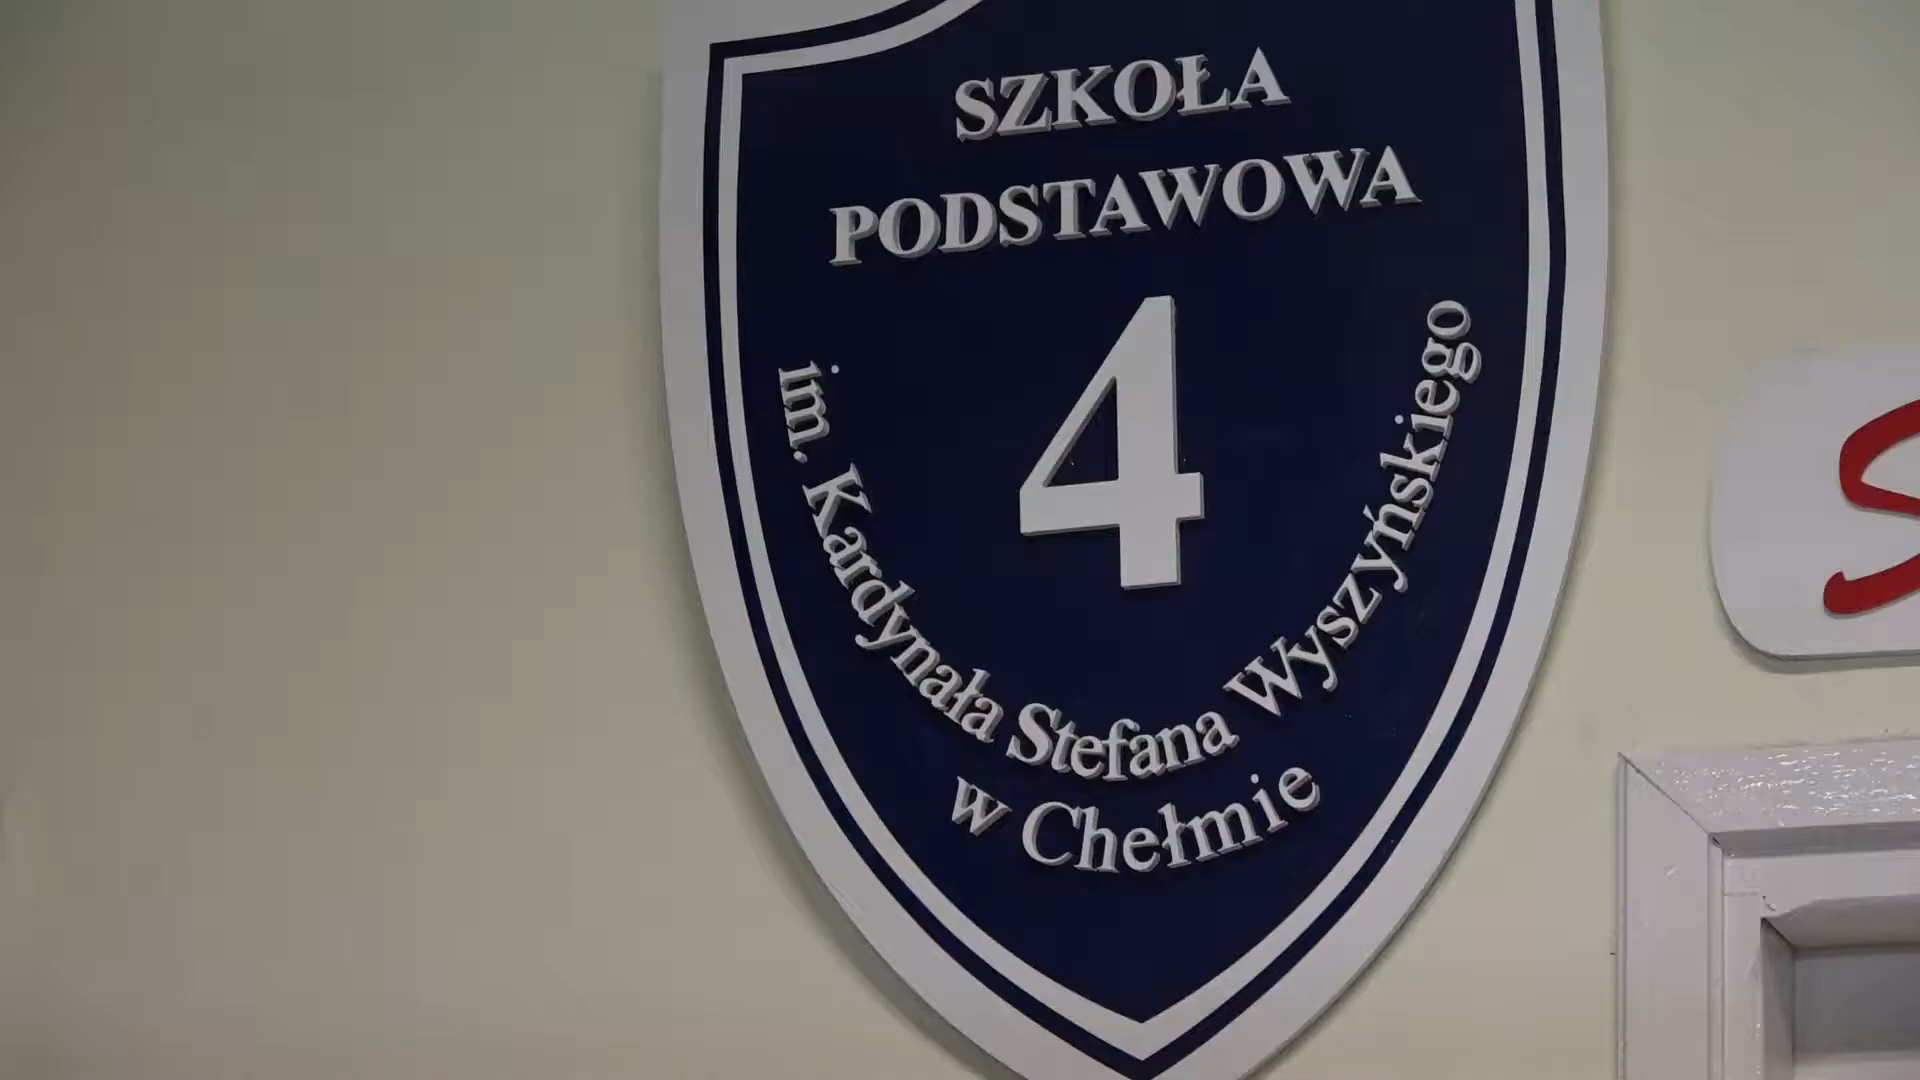 SZKOŁA
PODSTAWOWA
4
im. Kardynała Stefana Wyszyńskiego
w Chełmie
S